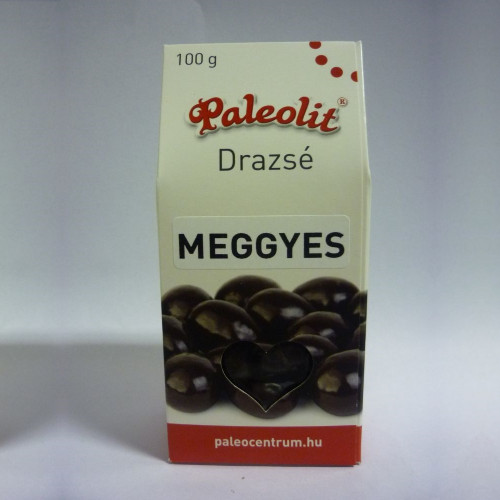 100 g
Paleolit®
Drazsé
MEGGYES
paleocentrum.hu